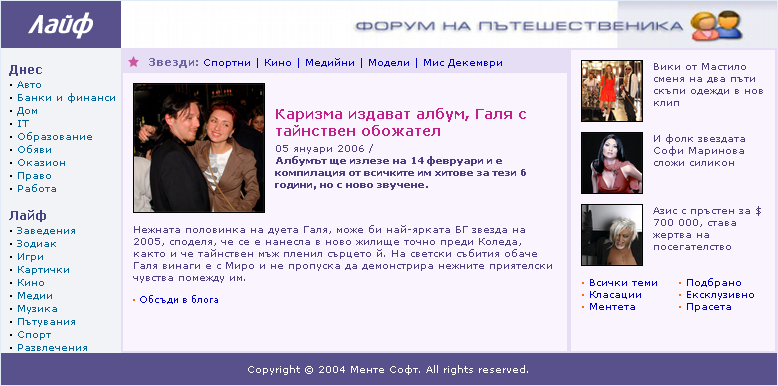 Лайф
ФОРУМ НА ПЪТЕШЕСТВЕНИКА
Днес
• Авто
• Банки и финанси
• Дом
• IT
• Образование
• Обяви
• Оказион
• Право
• Работа
Лайф
• Заведения
• Зодиак
• Игри
• Картички
• Кино
• Медии
• Музика
• Пътувания
• Спорт
• Развлечения
Звезди: Спортни | Кино | Медийни | Модели | Мис Декември
Каризма издават албум, Галя с
тайнствен обожател
05 януари 2006 /
Албумът ще излезе на 14 февруари и е
компилация от всичките им хитове за тези 6
години, но с ново звучене.
Нежната половинка на дуета Галя, може би най-ярката БГ звезда на
2005, споделя, че се е нанесла в ново жилище точно преди Коледа,
както и че тайнствен мъж пленил сърцето й. На светски събития обаче
Галя винаги е с Миро и не пропуска да демонстрира нежните приятелски
чувства помежду им.
• Обсъди в блога
Вики от Мастило
сменя на два пъти
скъпи одежди в нов
клип
И фолк звездата
Софи Маринова
сложи силикон
Азис с пръстен за $
700 000, става
жертва на
посегателство
• Всички теми
• Класации
• Ментета
• Подбрано
• Ексклузивно
• Прасета
Copyright © 2004 Менте Софт. All rights reserved.